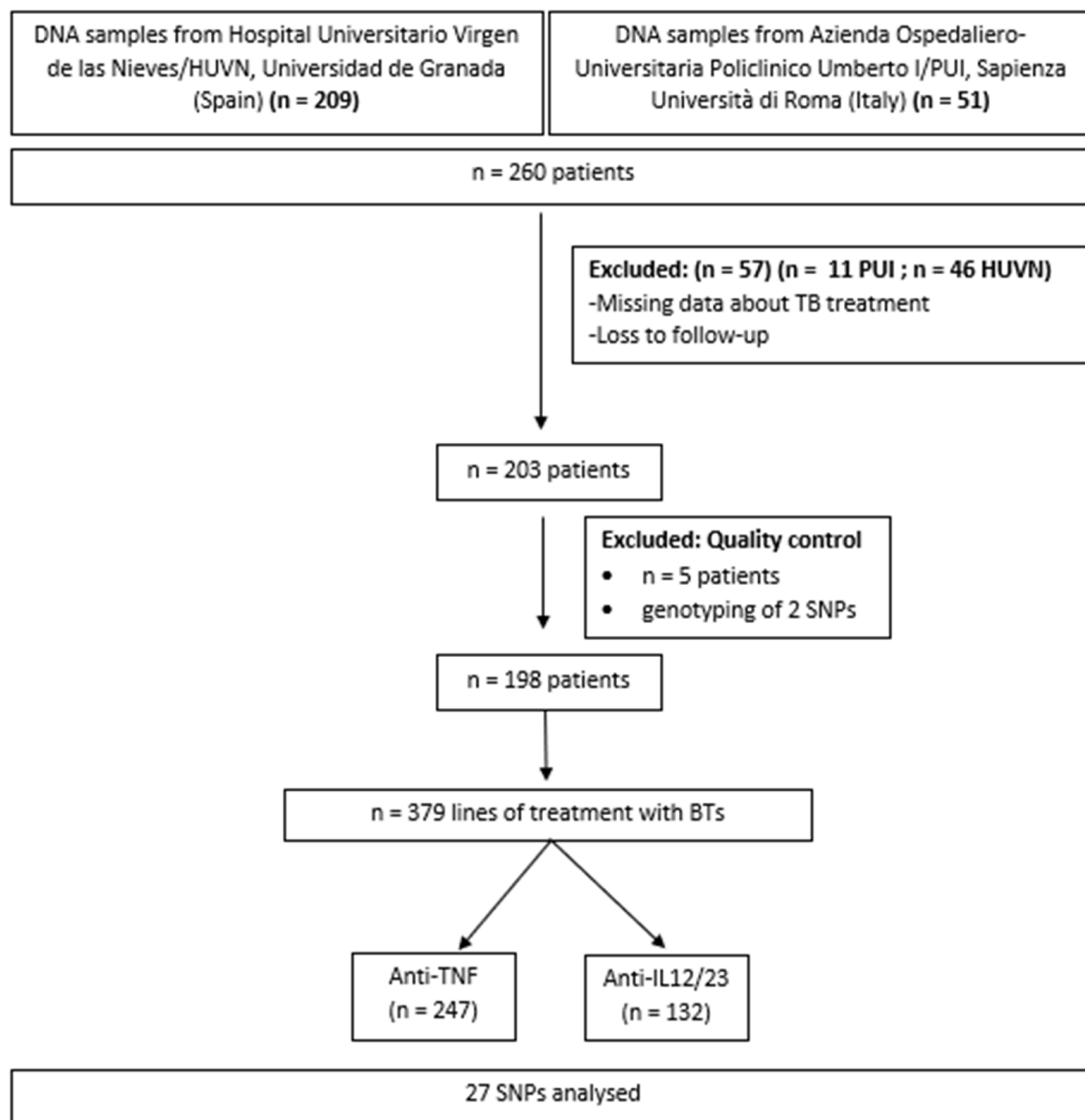 DNA samples from Hospital Universitario Virgen
de las Nieves/HUVN, Universidad de Granada
(Spain) (n = 209)
DNA samples from Azienda Ospedaliero-
Universitaria Policlinico Umberto I/PUI, Sapienza
Università di Roma (Italy) (n = 51)
n = 260 patients
Excluded: (n = 57) (n = 11 PUI ; n = 46 HUVN)
-Missing data about TB treatment
-Loss to follow-up
n = 203 patients
Excluded: Quality control
• n = 5 patients
• genotyping of 2 SNPs
n = 198 patients
n = 379 lines of treatment with BTs
Anti-TNF
(n = 247)
Anti-IL12/23
(n = 132)
27 SNPs analysed